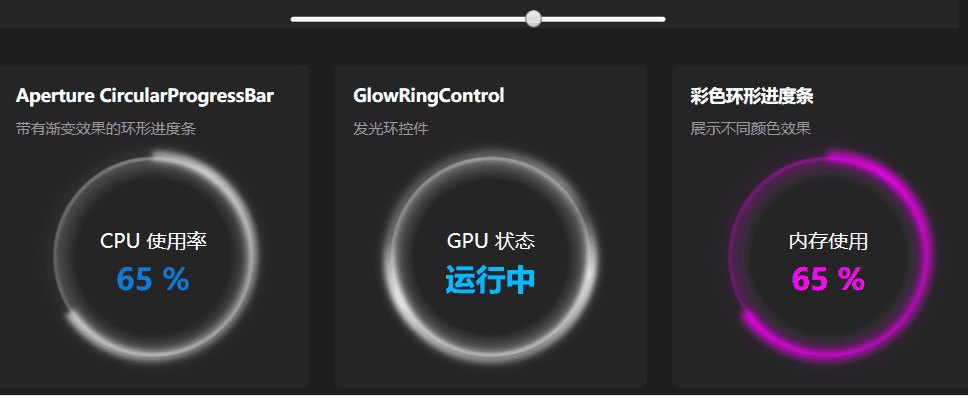 Aperture CircularProgressBar
带有渐变效果的环形进度条
CPU 使用率
65 %
GlowRingControl
发光环控件
GPU 状态
运行中
彩色环形进度条
展示不同颜色效果
内存使用
65 %